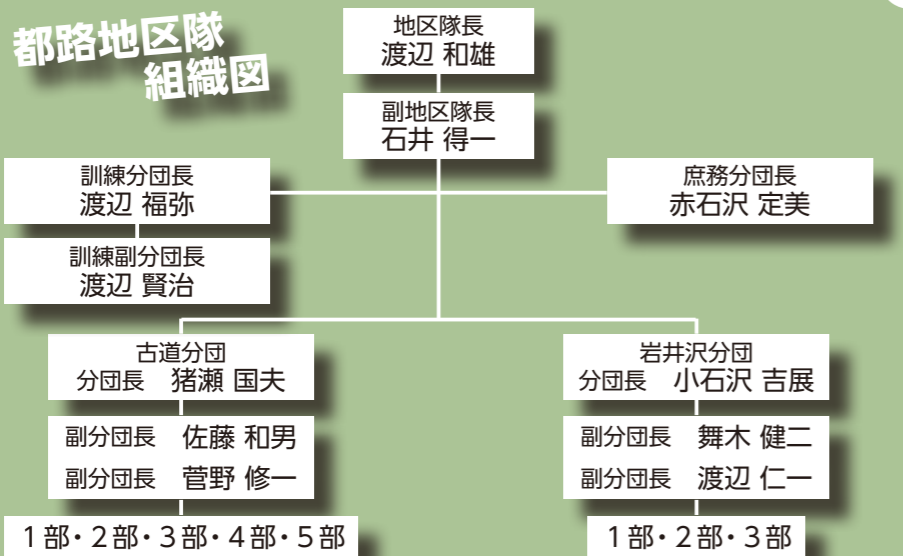 都路地区隊
組織図
地区隊長
渡辺 和雄
副地区隊長
石井 得一
訓練分団長
渡辺 福弥
庶務分団長
赤石沢 定美
訓練副分団長
渡辺 賢治
古道分団
分団長 猪瀬 国夫
副分団長 佐藤 和男
副分団長 菅野 修一
1部・2部・3部・4部・5部
岩井沢分団
分団長 小石沢 吉展
副分団長 舞木 健二
副分団長 渡辺 仁一
1部・2部・3部